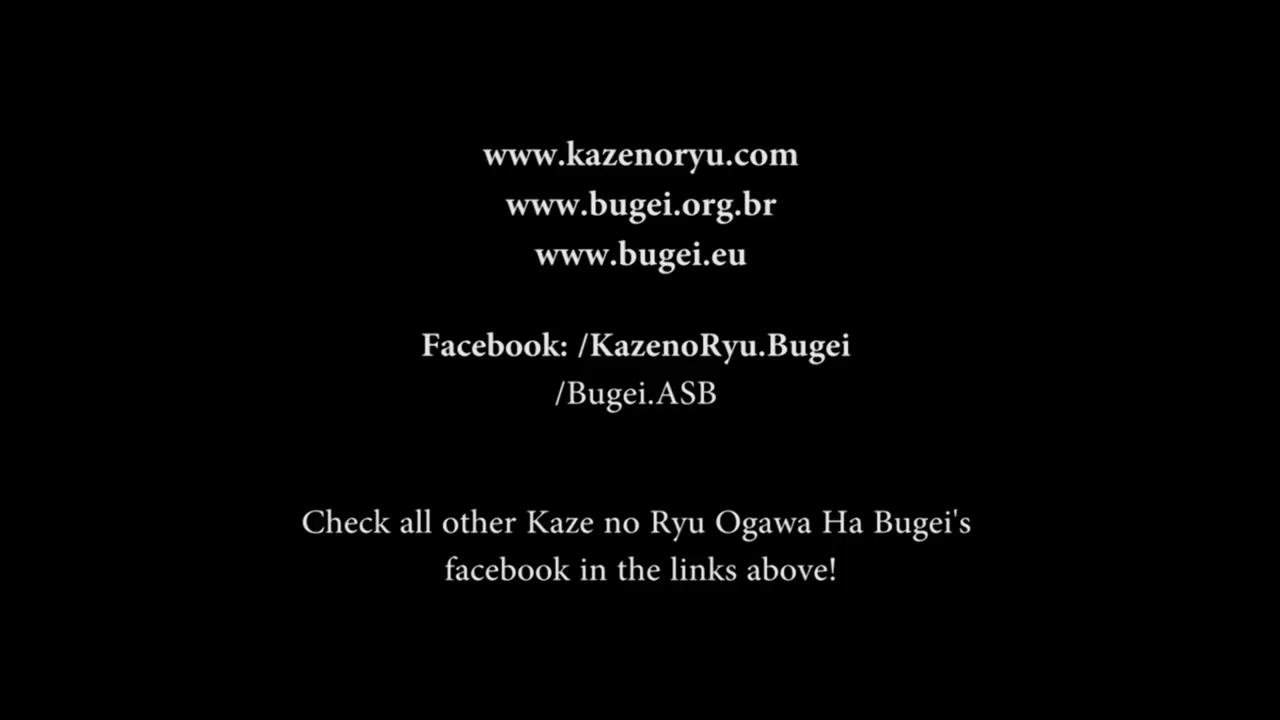 www.kazenoryu.com
www.bugei.org.br
www.bugei.eu
Facebook: /KazenoRyu.Bugei
/Bugei.ASB
Check all other Kaze no Ryu Ogawa Ha Bugei's
facebook in the links above!